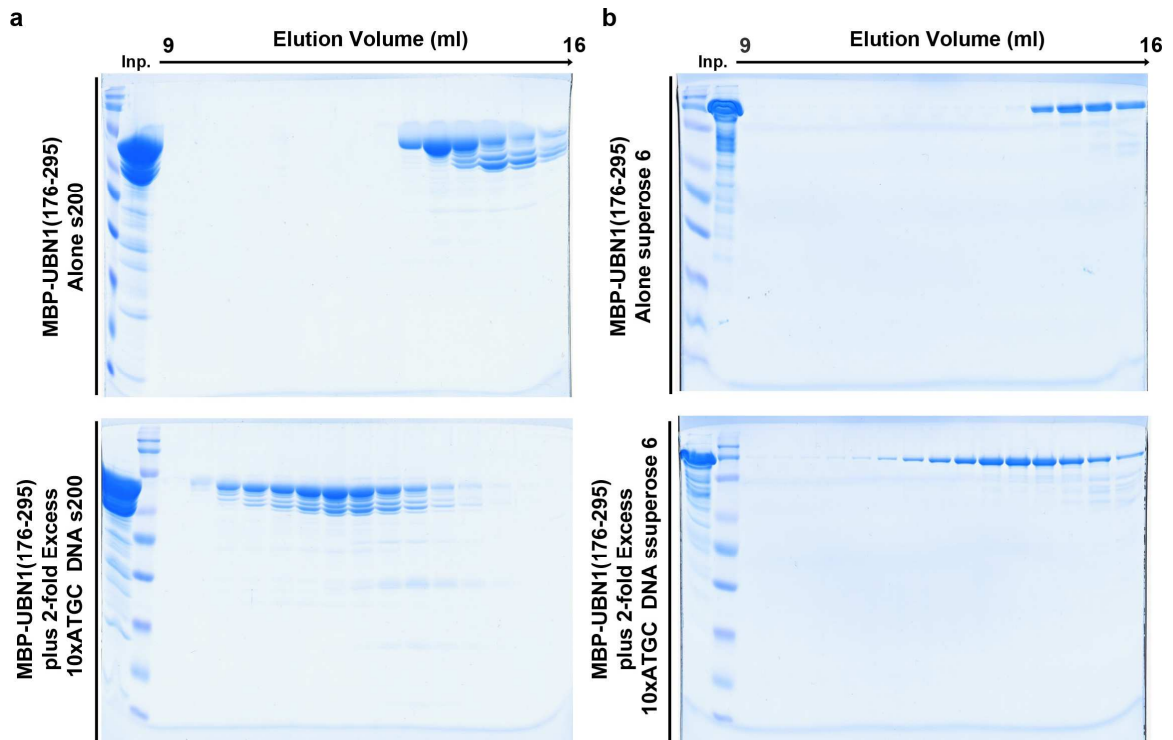 a
Elution Volume (ml)
9
16
Inp.
MBP-UBN1(176-295)
Alone s200
MBP-UBN1(176-295)
plus 2-fold Excess
10xATGC DNA s200
b
Elution Volume (ml)
9
16
Inp.
MBP-UBN1(176-295)
Alone superose 6
MBP-UBN1(176-295)
plus 2-fold Excess
10xATGC DNA ssuperose 6